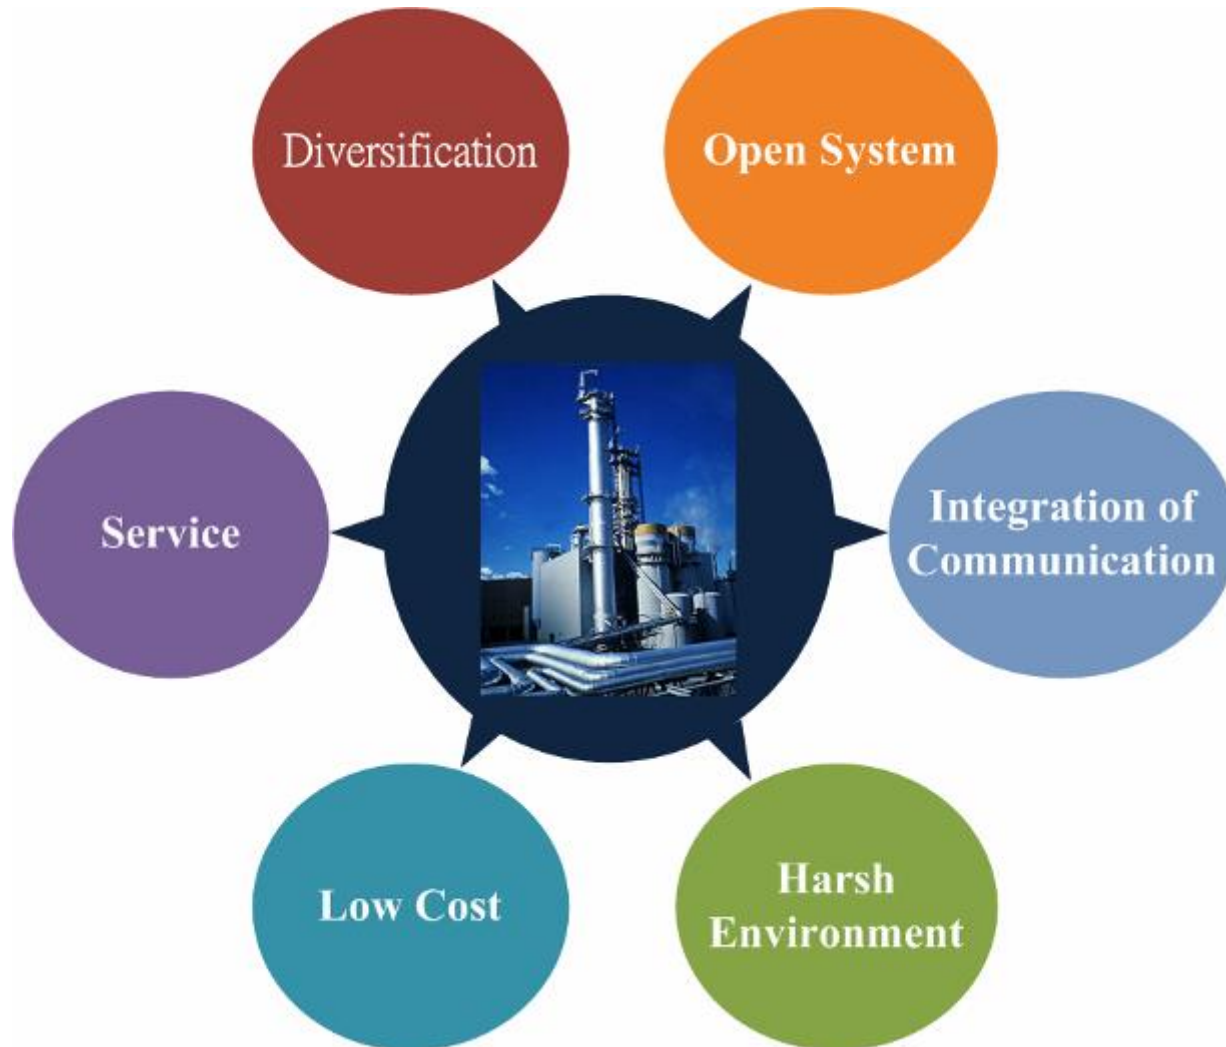 Diversification
Open System
Service
Integration of
Communication
Low Cost
Harsh
Environment